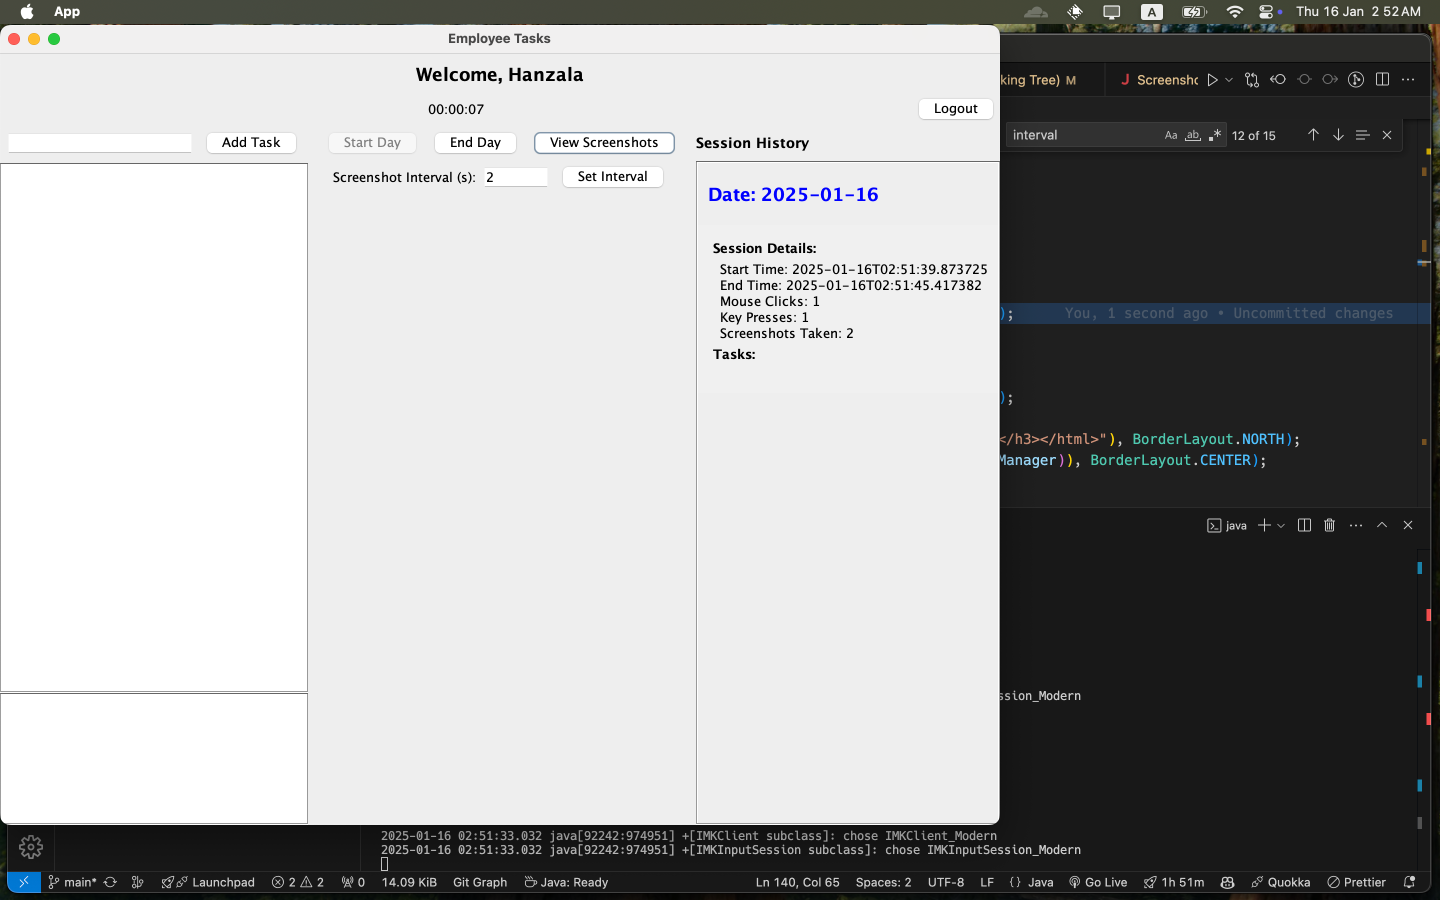 App
A
Thu 16 Jan 2 52 AM
Employee Tasks
Welcome, Hanzala
00:00:07
Logout
Add Task
Start Day
End Day
View Screenshots
Session History
Screenshot Interval (s): 2
Set Interval
Date: 2025-01-16
Session Details:
Start Time: 2025-01-16T02:51:39.873725
End Time: 2025-01-16T02:51:45.417382
Mouse Clicks: 1
Key Presses: 1
Screenshots Taken: 2
Tasks:
king Tree) M
J Screensho
interval
Aa ab 12 of 15
); You, 1 second ago • Uncommitted changes
);
</h3></html>"), BorderLayout.NORTH);
Manager)), BorderLayout.CENTER);
java
ssion_Modern
2025-01-16 02:51:33.032 java[92242:974951] +[IMKClient subclass]: chose IMKClient_Modern
2025-01-16 02:51:33.032 java[92242:974951] +[IMKInputSession subclass]: chose IMKInputSession_Modern
main* Launchpad 2 2 0 14.09 KiB Git Graph Java: Ready Ln 140, Col 65 Spaces: 2 UTF-8 LF {} Java Go Live 1h 51m Quokka Prettier